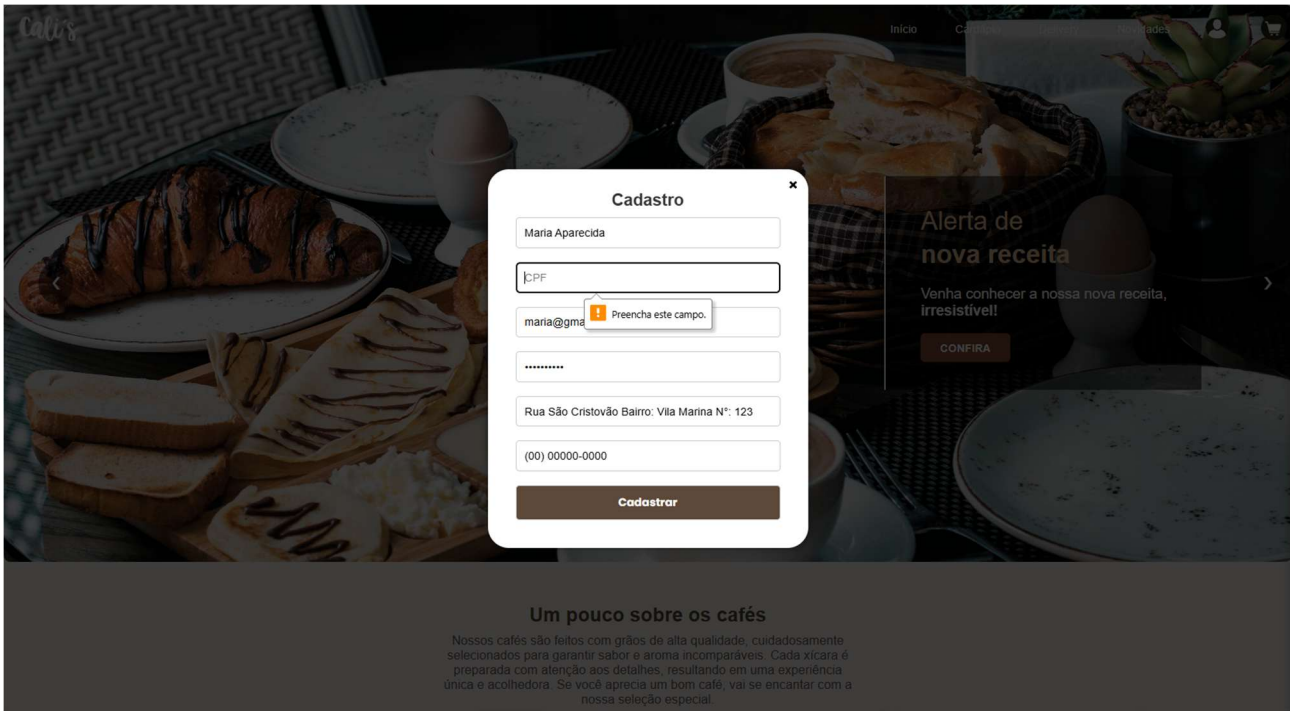 Cali's
Início
Novidades
Cadastro
Maria Aparecida
CPF
Preencha este campo.
maria@gma
••••••••••
Rua São Cristovão Bairro: Vila Marina N°: 123
(00) 00000-0000
Cadastrar
Alerta de
nova receita
Venha conhecer a nossa nova receita,
irresistível!
CONFIRA
Um pouco sobre os cafés
Nossos cafés são feitos com grãos de alta qualidade, cuidadosamente
selecionados para garantir sabor e aroma incomparáveis. Cada xícara é
preparada com atenção aos detalhes, resultando em uma experiência
única e acolhedora. Se você aprecia um bom café, vai se encantar com a
nossa seleção especial.